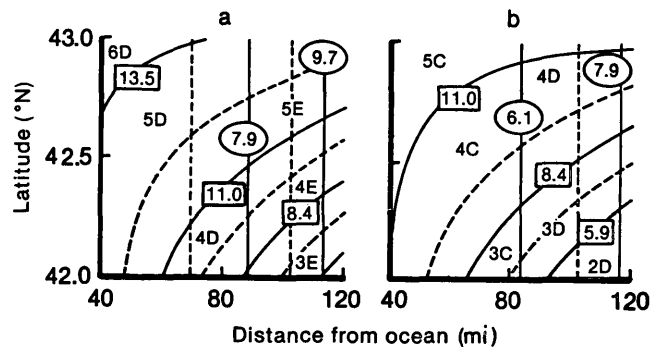 a
b
Latitude (°N)
43.0
42.5
42.0
6D
13.5
5D
9.7
5E
7.9
11.0
4E
8.4
4D
3E
40
80
120
5C
4D
7.9
11.0
6.1
4C
8.4
3D
5.9
3C
2D
40
80
120
Distance from ocean (mi)